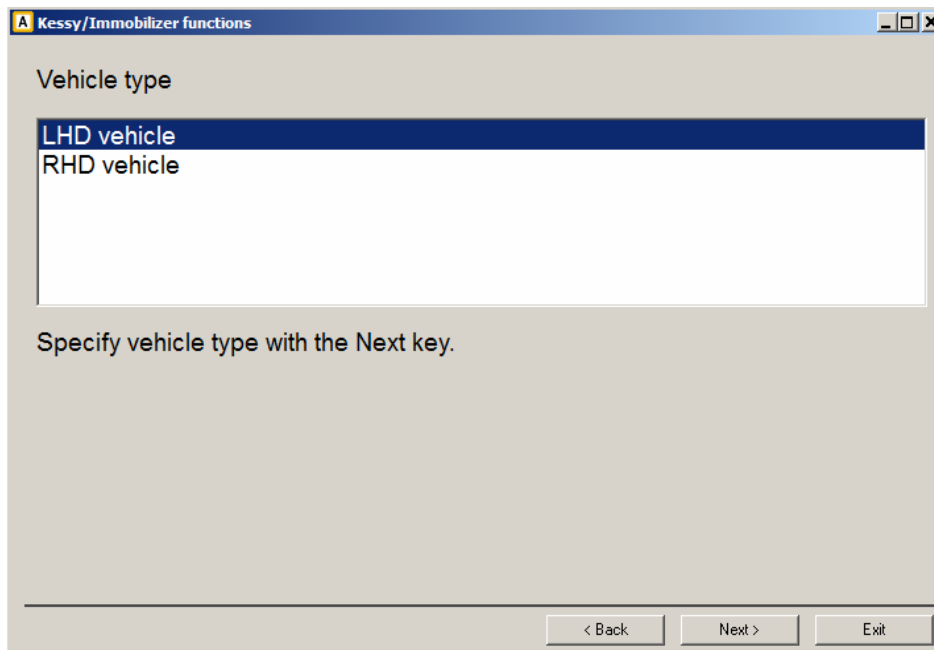 A Kessy/Immobilizer functions
Vehicle type
LHD vehicle
RHD vehicle
Specify vehicle type with the Next key.
< Back Next > Exit